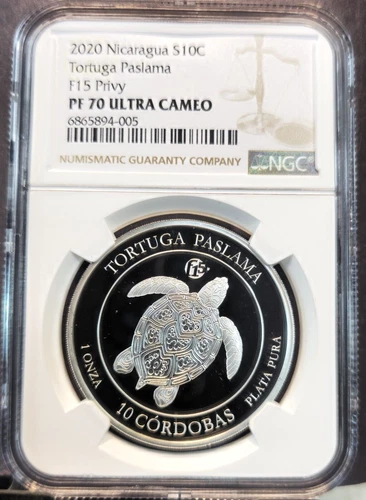 2020 Nicaragua S10C
Tortuga Paslama
F15 Privy
PF 70 ULTRA CAMEO
6865894-005
NUMISMATIC GUARANTY COMPANY
NGC
TORTUGA PASLAMA
F15
1 ONZA
10 CÓRDOBAS
PLATA PURA